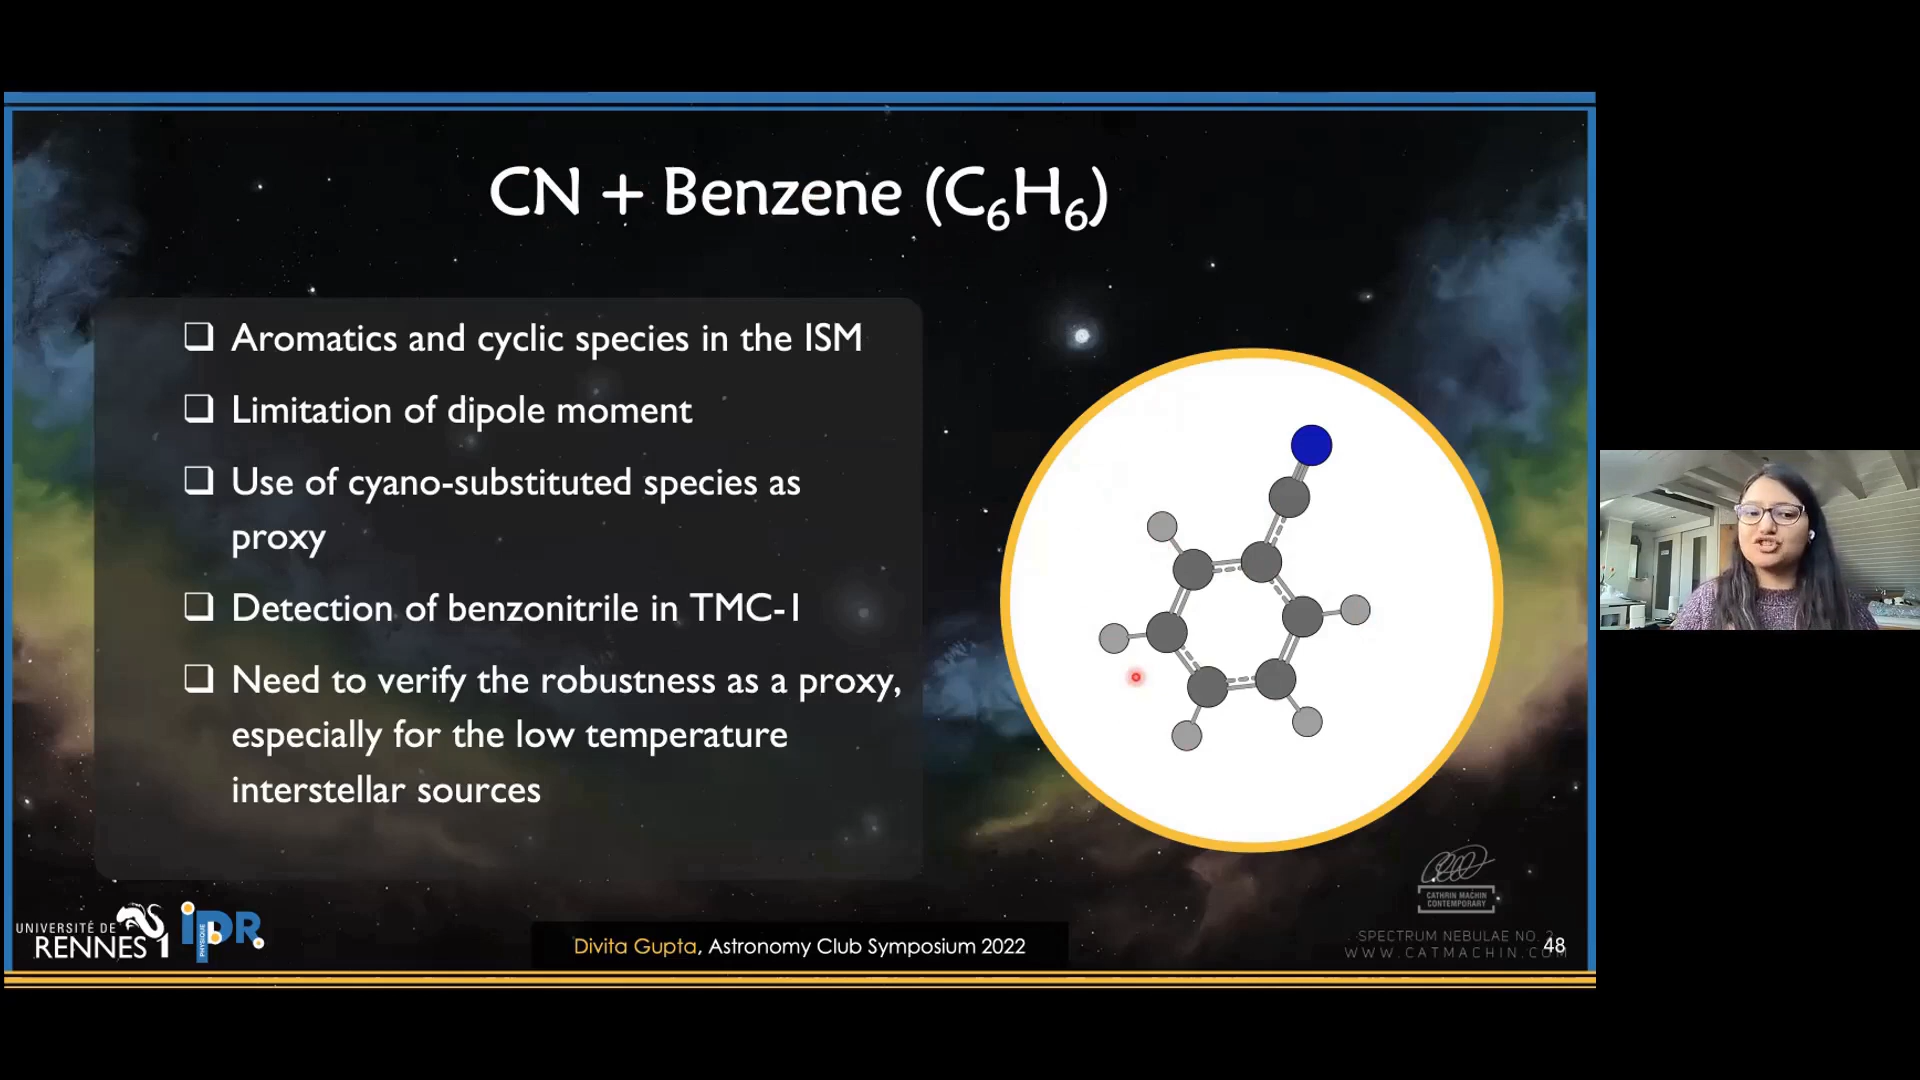 CN + Benzene (C₆H₆)
❑ Aromatics and cyclic species in the ISM
❑ Limitation of dipole moment
❑ Use of cyano-substituted species as
proxy
❑ Detection of benzonitrile in TMC-1
❑ Need to verify the robustness as a proxy,
especially for the low temperature
interstellar sources
CATHRIN MACHIN
CONTEMPORARY
UNIVERSITÉ DE
RENNES 1
PHYSIQUE
IPR
Divita Gupta, Astronomy Club Symposium 2022
SPECTRUM NEBULAE NO. 2
48
WWW.CATMACHIN.COM